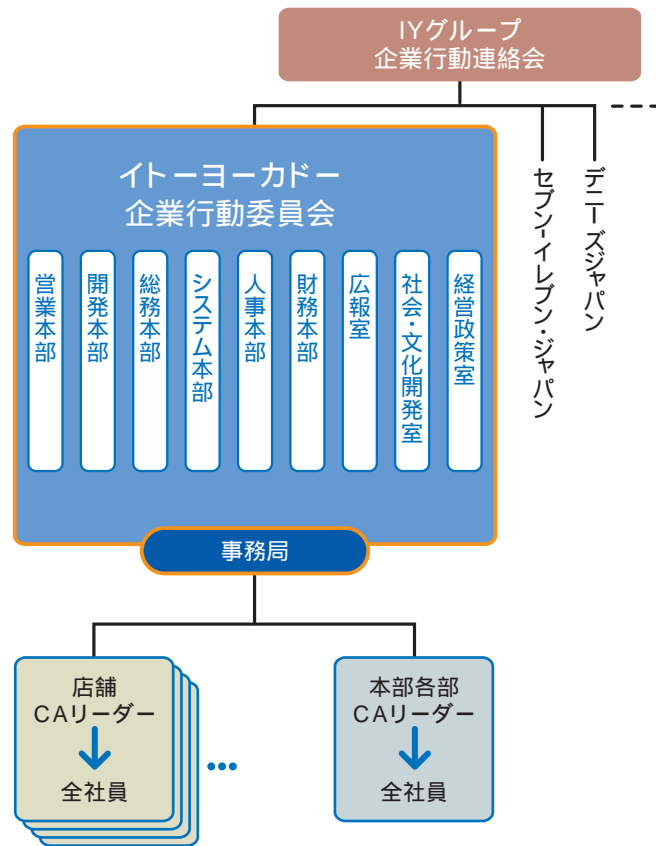 IYグループ
企業行動連絡会
イトーヨーカドー
企業行動委員会
営業本部
開発本部
総務本部
システム本部
人事本部
財務本部
広報室
社会・文化開発室
経営政策室
セブン-イレブン・ジャパン
デニーズジャパン
事務局
店舗
CAリーダー
全社員
...
本部各部
CAリーダー
全社員